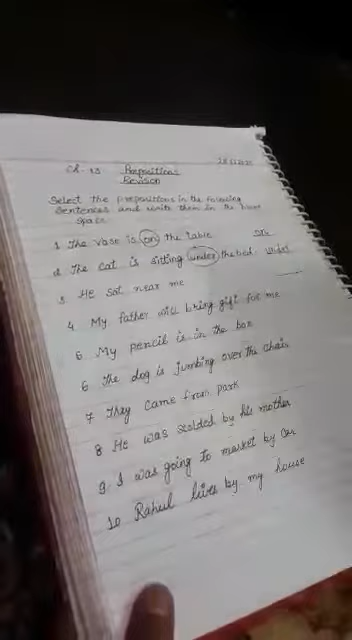 Ch. 13 Prepositions
Revision
Select the prepositions in the following
sentences and write them in the
space
1 The vase is on the table on
2 The cat is sitting under the bed under
3 He sat near me
4 My father will bring gift for me
5 My pencil is in the box
6 The dog is jumbing over the chair
7 They came from park
8 He was scolded by his mother
9 I was going to market by car
10 Rahul lives by my house